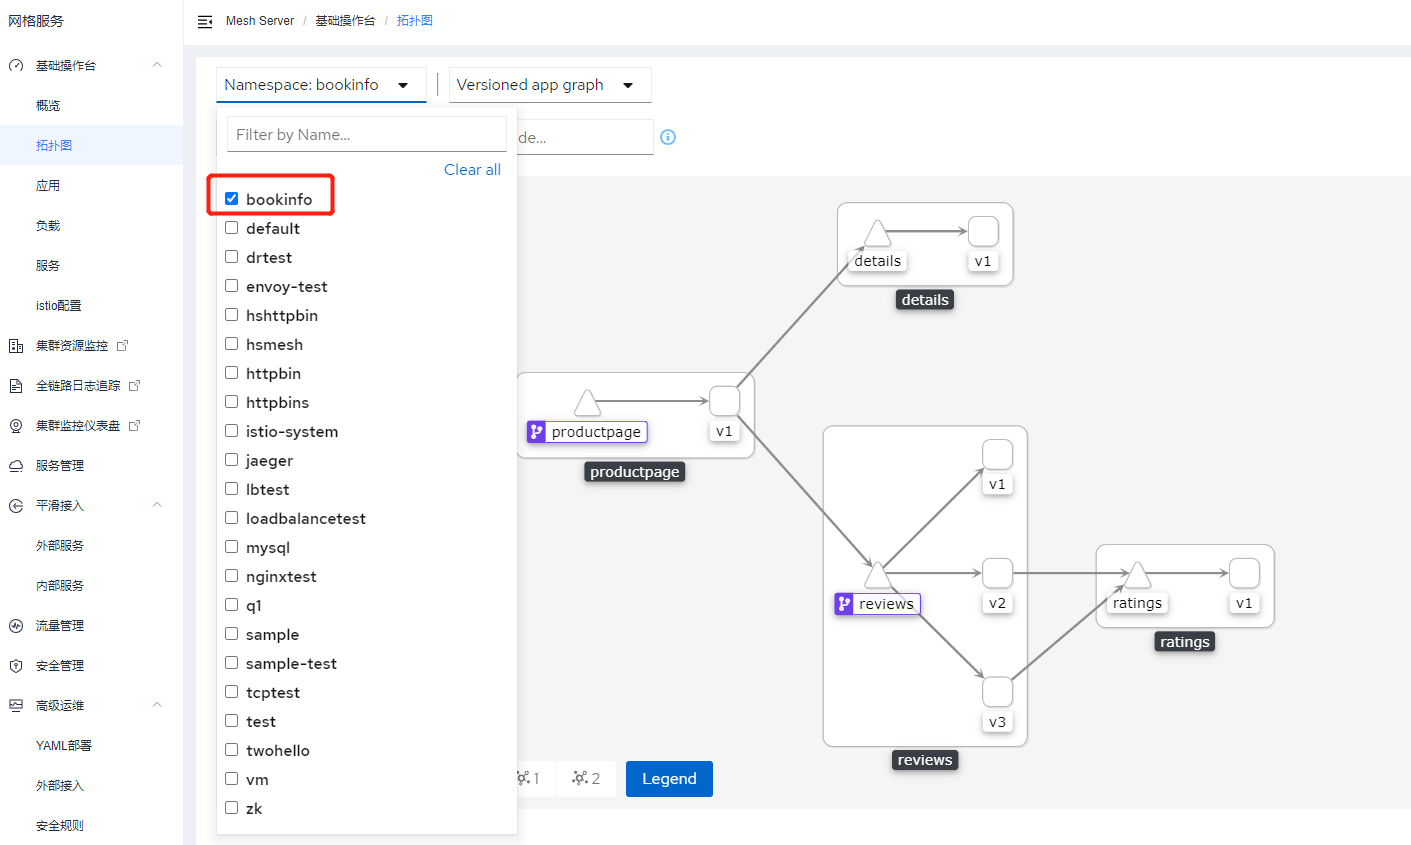 网格服务
Mesh Server / 基础操作台 / 拓扑图
基础操作台
概览
拓扑图
应用
负载
服务
istio配置
集群资源监控
全链路日志追踪
集群监控仪表盘
服务管理
平滑接入
外部服务
内部服务
流量管理
安全管理
高级运维
YAML部署
外部接入
安全规则
Namespace: bookinfo
Versioned app graph
Filter by Name...
de...
Clear all
bookinfo
default
drtest
envoy-test
hshttpbin
hsmesh
httpbin
httpbins
istio-system
jaeger
lbtest
loadbalancetest
mysql
nginxtest
q1
sample
sample-test
tcptest
test
twohello
vm
zk
details
v1
details
productpage
v1
productpage
v1
reviews
v2
v3
reviews
ratings
v1
ratings
1
2
Legend